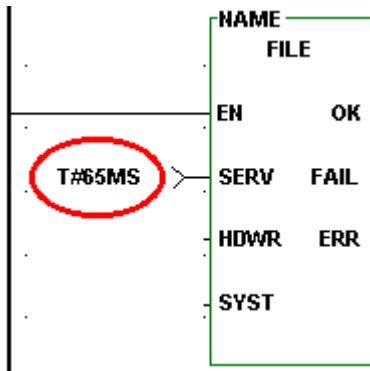 NAME
FILE
EN OK
T#65MS SERV FAIL
HDWR ERR
SYST